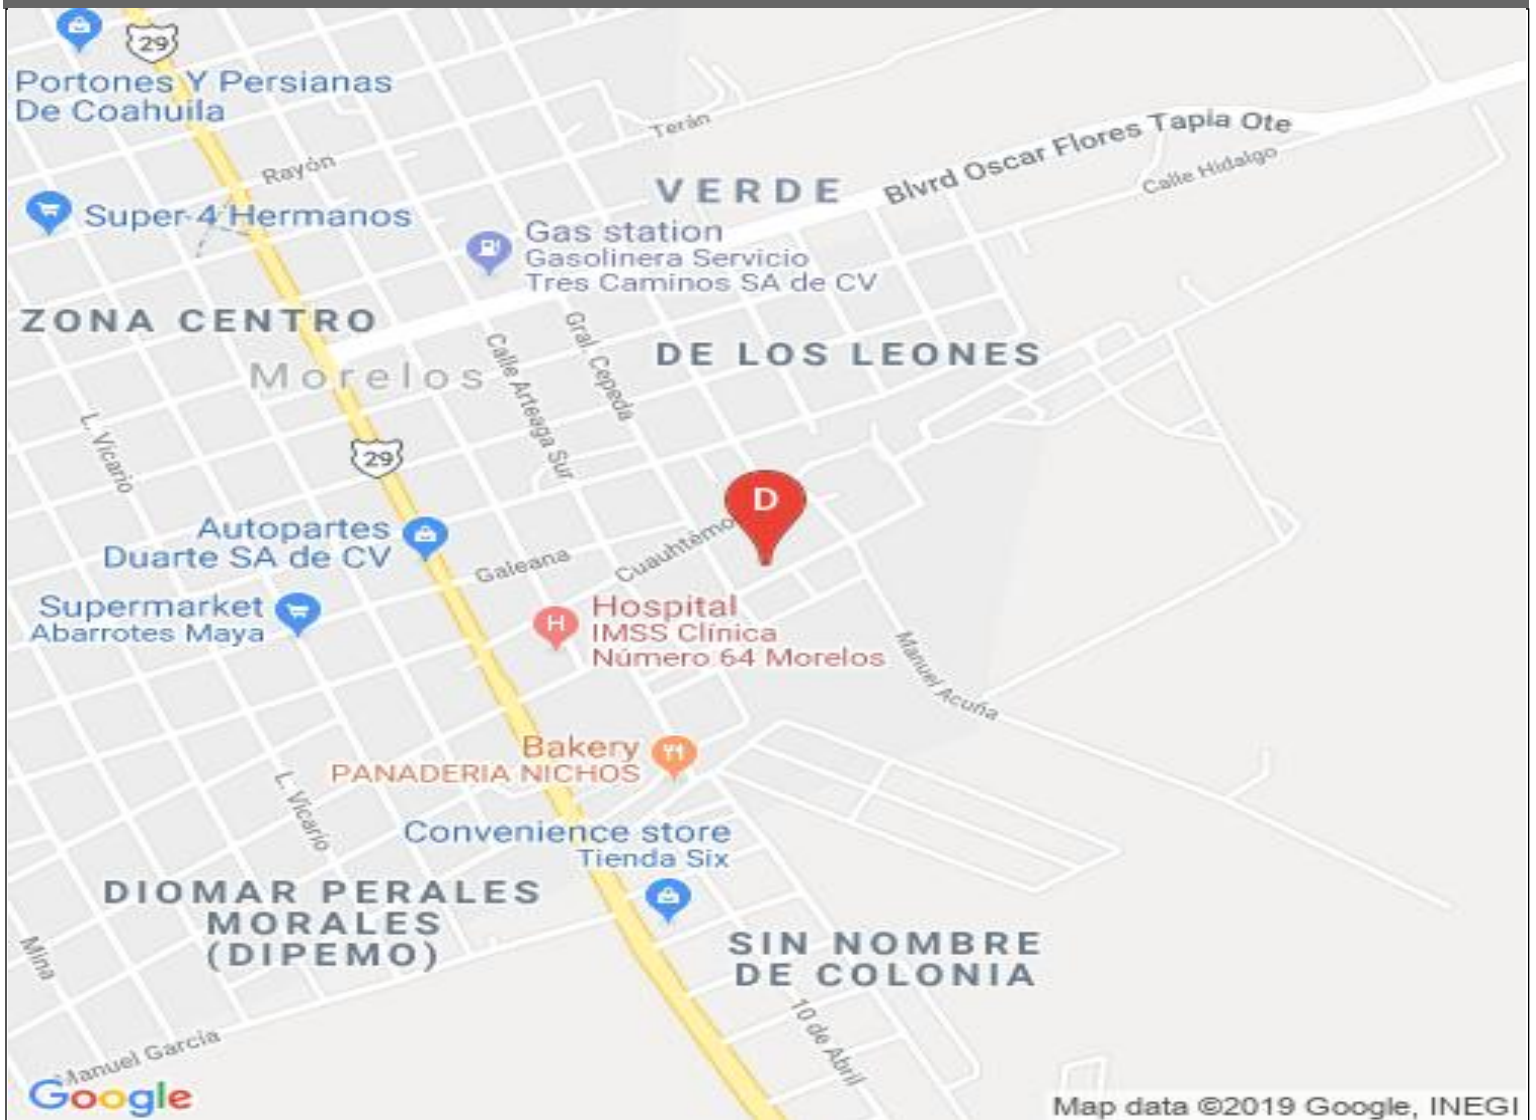 29
Portones Y Persianas
De Coahuila
Terán
Blvrd Oscar Flores Tapia Ote
Rayón
Calle Hidalgo
VERDE
Super 4 Hermanos
Gas station
Gasolinera Servicio
Tres Caminos SA de CV
ZONA CENTRO
Gral. Cepeda
Calle Arteaga Sur
DE LOS LEONES
Morelos
L. Vicario
29
D
Autopartes
Duarte SA de CV
Galeana
Cuauhtémo
Supermarket
Abarrotes Maya
H
Hospital
IMSS Clínica
Número 64 Morelos
Manuel Acuña
Bakery
PANADERIA NICHOS
L. Vicario
Convenience store
Tienda Six
DIOMAR PERALES
MORALES
(DIPEMO)
Mina
SIN NOMBRE
DE COLONIA
10 de Abril
Manuel García
Google
Map data ©2019 Google, INEGI